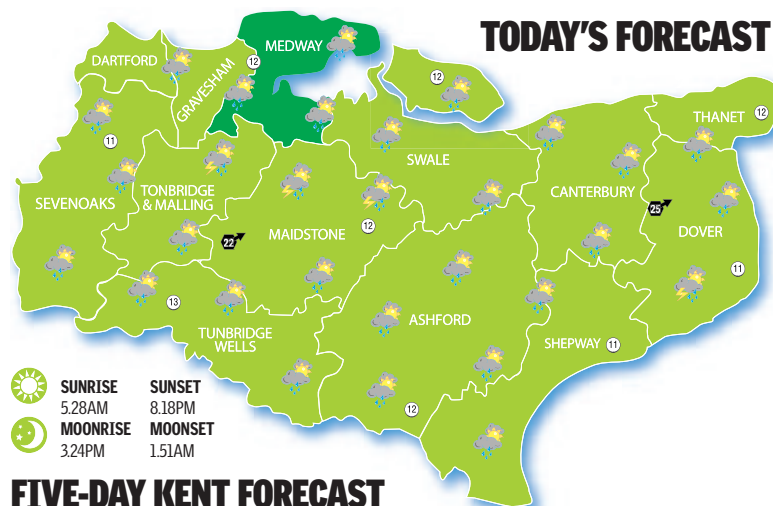 TODAY'S FORECAST
MEDWAY
DARTFORD
GRAVESHAM
12
12
THANET
12
11
SWALE
TONBRIDGE
& MALLING
SEVENOAKS
CANTERBURY
25
DOVER
22
MAIDSTONE
12
11
13
ASHFORD
TUNBRIDGE
WELLS
SHEPWAY
11
12
SUNRISE SUNSET
5.28AM 8.18PM
MOONRISE MOONSET
3.24PM 1.51AM
FIVE-DAY KENT FORECAST